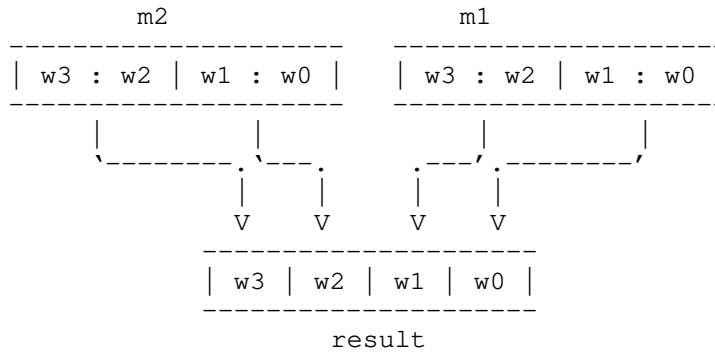 m2 m1
---------------------   ---------------------
| w3 : w2 | w1 : w0 |   | w3 : w2 | w1 : w0
---------------------   ---------------------
| | | |
`--------.`---. .---'.--------'
| | | |
V V V V
---------------------
| w3 | w2 | w1 | w0 |
---------------------
result